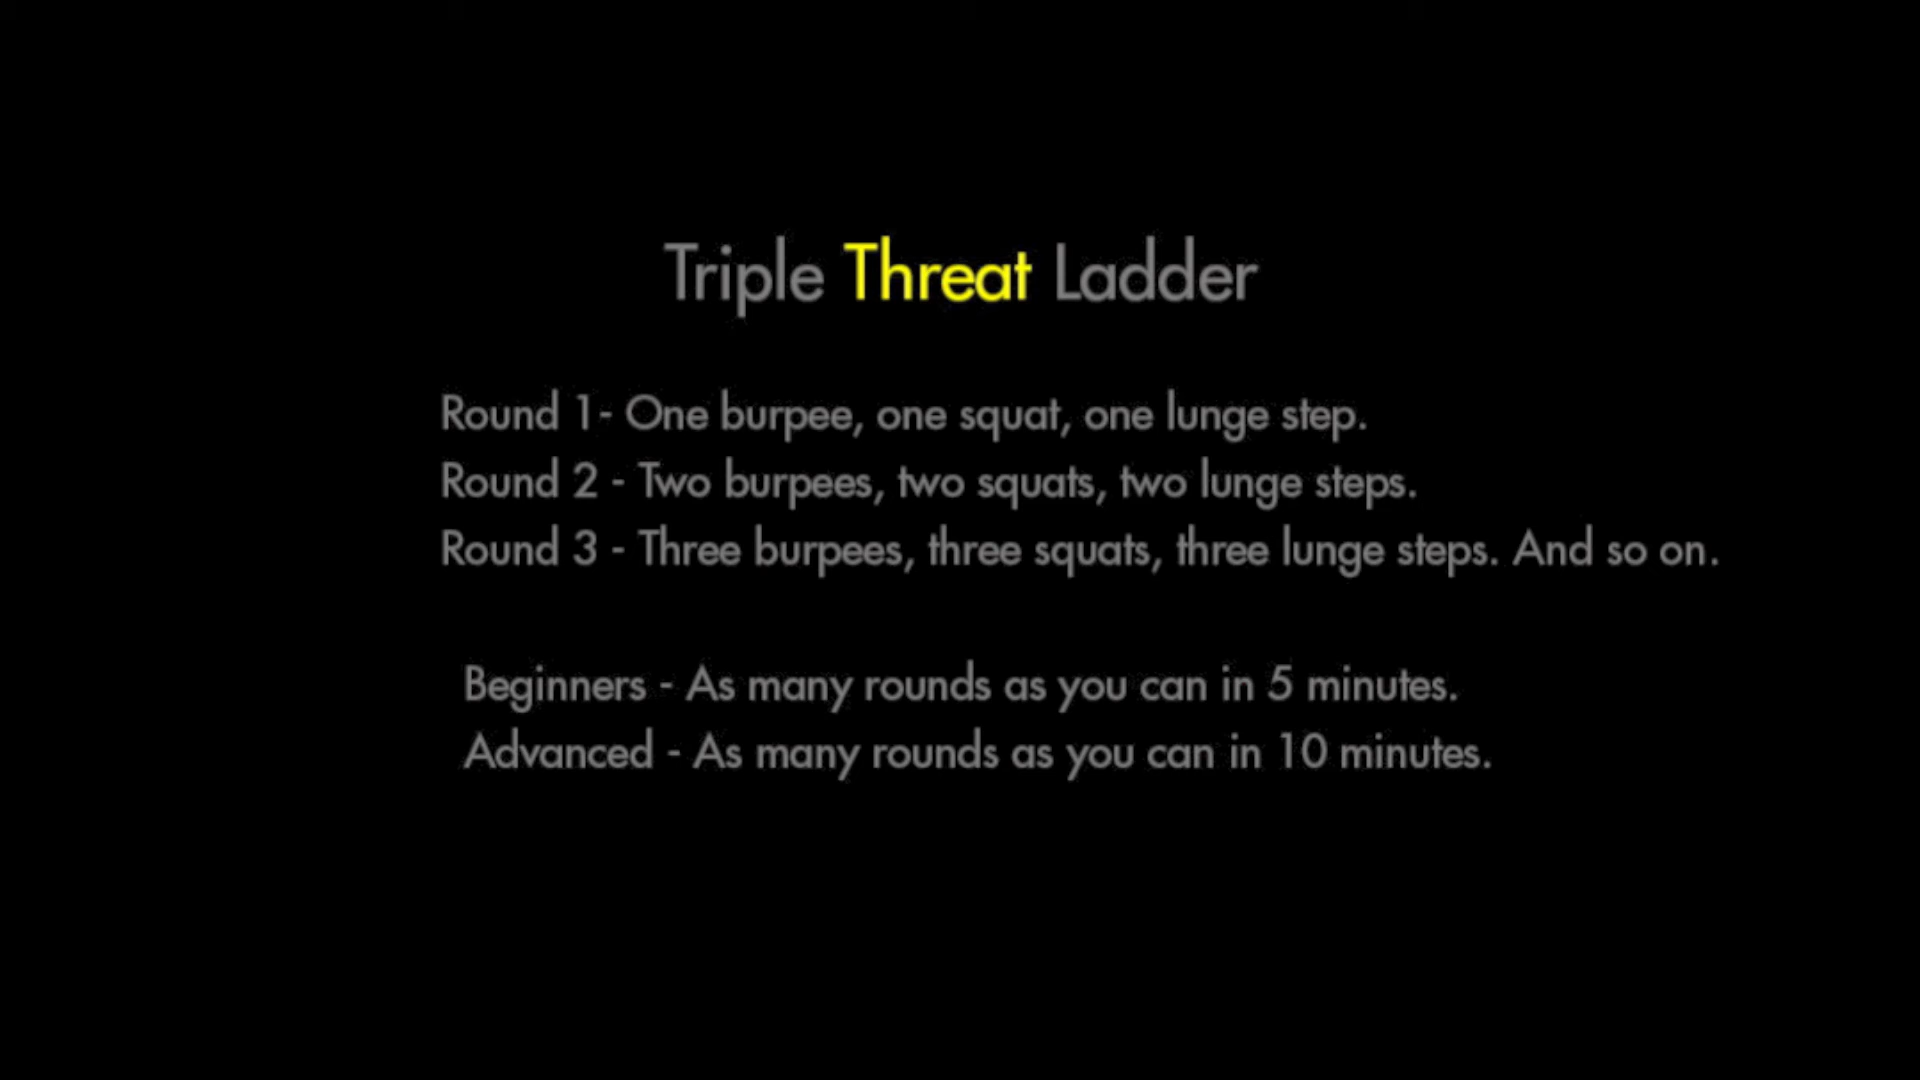 Triple Threat Ladder
Round 1- One burpee, one squat, one lunge step.
Round 2 - Two burpees, two squats, two lunge steps.
Round 3 - Three burpees, three squats, three lunge steps. And so on.
Beginners - As many rounds as you can in 5 minutes.
Advanced - As many rounds as you can in 10 minutes.